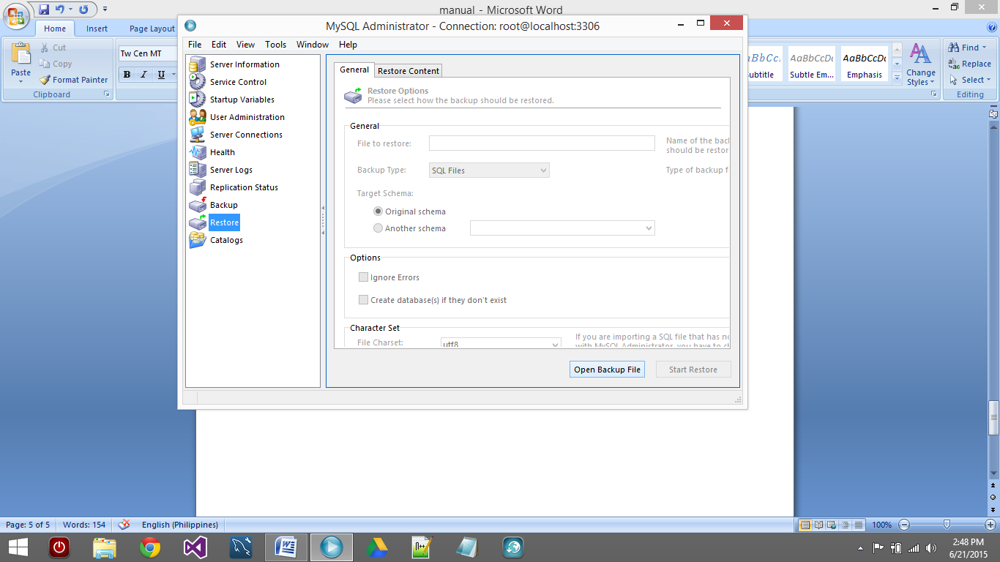 manual - Microsoft Word
Home
Insert
Page Layout
Cut
Copy
Format Painter
Paste
Clipboard
Tw Cen MT
B I U
MySQL Administrator - Connection: root@localhost:3306
File Edit View Tools Window Help
Server Information
Service Control
Startup Variables
User Administration
Server Connections
Health
Server Logs
Replication Status
Backup
Restore
Catalogs
General
Restore Content
Restore Options
Please select how the backup should be restored.
General
File to restore:
Name of the bac
should be restor
Backup Type:
SQL Files
Type of backup f
Target Schema:
Original schema
Another schema
Options
Ignore Errors
Create database(s) if they don't exist
Character Set
File Charset:
utf8
If you are importing a SQL file that has no
with MySQL Administrator, you have to c
Open Backup File
Start Restore
AaBbCcDc
AaBbCcDc
ubtitle
Subtle Em...
Emphasis
Change
Styles
Find
Replace
Select
Editing
Page: 5 of 5
Words: 154
English (Philippines)
100%
2:48 PM
6/21/2015